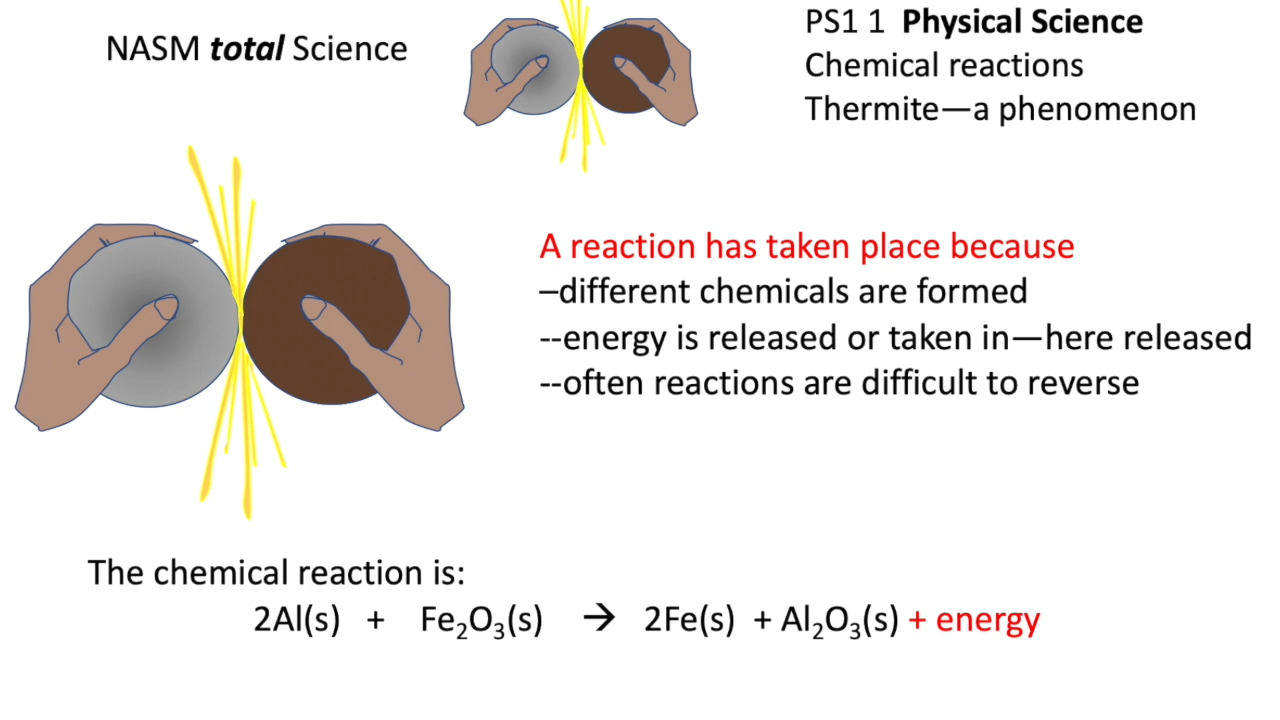 NASM total Science
PS1 1 Physical Science
Chemical reactions
Thermite—a phenomenon
A reaction has taken place because
–different chemicals are formed
--energy is released or taken in—here released
--often reactions are difficult to reverse
The chemical reaction is:
2Al(s) + Fe₂O₃(s) → 2Fe(s) + Al₂O₃(s) + energy